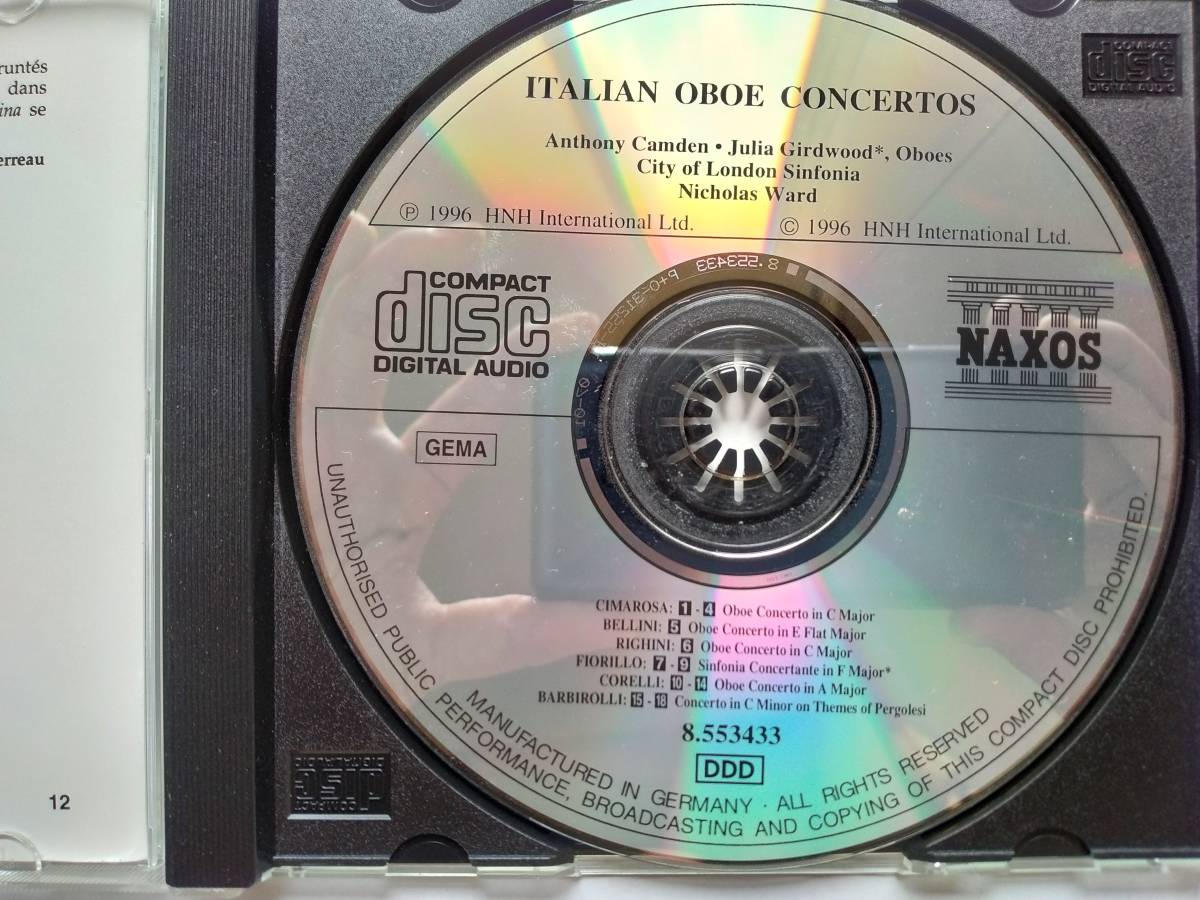 runtés
dans
ina se
erreau
12
COMPACT
disc
DIGITAL AUDIO
ITALIAN OBOE CONCERTOS
Anthony Camden • Julia Girdwood*, Oboes
City of London Sinfonia
Nicholas Ward
℗ 1996 HNH International Ltd. © 1996 HNH International Ltd.
8.553433
COMPACT
disc
DIGITAL AUDIO
NAXOS
GEMA
CIMAROSA: 1 - 4 Oboe Concerto in C Major
BELLINI: 5 Oboe Concerto in E Flat Major
RIGHINI: 6 Oboe Concerto in C Major
FIORILLO: 7 - 9 Sinfonia Concertante in F Major*
CORELLI: 10 - 14 Oboe Concerto in A Major
BARBIROLLI: 15 - 18 Concerto in C Minor on Themes of Pergolesi
8.553433
DDD
MANUFACTURED IN GERMANY · ALL RIGHTS RESERVED
UNAUTHORISED PUBLIC PERFORMANCE, BROADCASTING AND COPYING OF THIS COMPACT DISC PROHIBITED.
COMPACT
disc
DIGITAL AUDIO